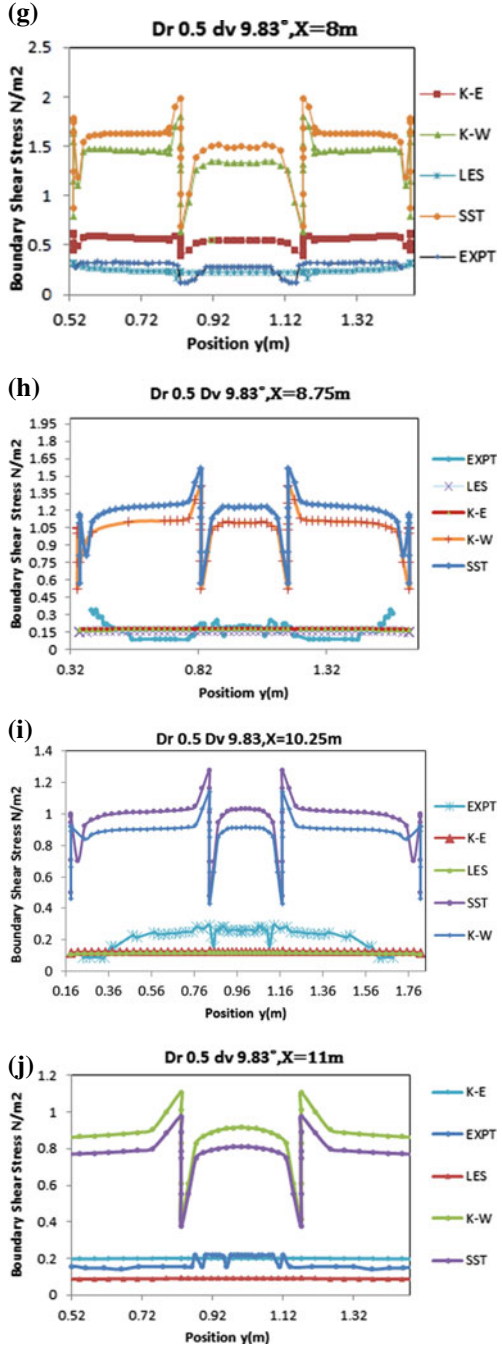 (g)
Dr 0.5 dv 9.83°,X=8m
Boundary Shear Stress N/m2
2.5
2
1.5
1
0.5
0
0.52 0.72 0.92 1.12 1.32
Position y(m)
K-E
K-W
LES
SST
EXPT
(h)
Dr 0.5 Dv 9.83°,X=8.75m
Boundary Shear Stress N/m2
1.95
1.8
1.65
1.5
1.35
1.2
1.05
0.9
0.75
0.6
0.45
0.3
0.15
0
0.32 0.82 1.32
Positiom y(m)
EXPT
LES
K-E
K-W
SST
(i)
Dr 0.5 Dv 9.83,X=10.25m
Boundary Shear Stress N/m2
1.4
1.2
1
0.8
0.6
0.4
0.2
0
0.16 0.36 0.56 0.76 0.96 1.16 1.36 1.56 1.76
Position y(m)
EXPT
K-E
LES
SST
K-W
(j)
Dr 0.5 dv 9.83°,X=11m
Boundary Shear Stress N/m2
1.2
1
0.8
0.6
0.4
0.2
0
0.52 0.72 0.92 1.12 1.32
Position y(m)
K-E
EXPT
LES
K-W
SST